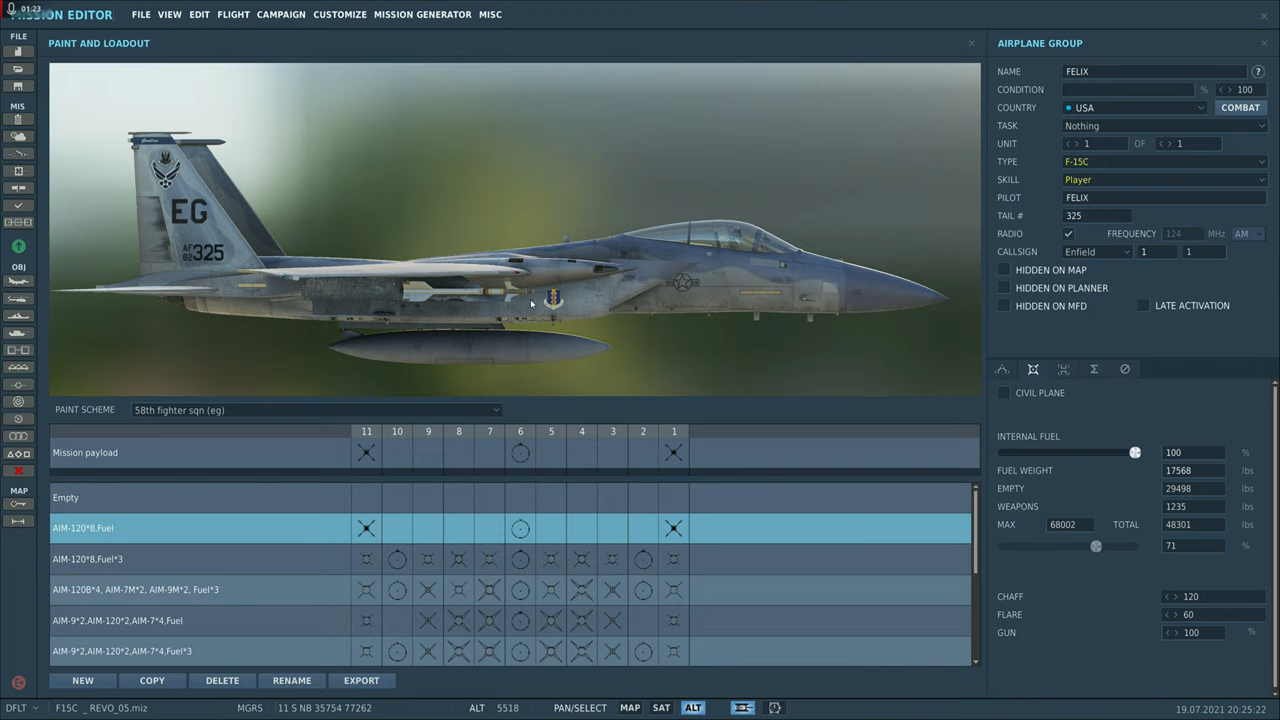 01:23
MISSION EDITOR FILE VIEW EDIT FLIGHT CAMPAIGN CUSTOMIZE MISSION GENERATOR MISC
FILE
MIS
OBJ
MAP
PAINT AND LOADOUT
EG
AF 82 325
PAINT SCHEME 58th fighter sqn (eg)
11 10 9 8 7 6 5 4 3 2 1
Mission payload
Empty
AIM-120*8,Fuel
AIM-120*8,Fuel*3
AIM-120B*4, AIM-7M*2, AIM-9M*2, Fuel*3
AIM-9*2,AIM-120*2,AIM-7*4,Fuel
AIM-9*2,AIM-120*2,AIM-7*4,Fuel*3
NEW COPY DELETE RENAME EXPORT
AIRPLANE GROUP
NAME FELIX ?
CONDITION % < > 100
COUNTRY USA COMBAT
TASK Nothing
UNIT < > 1 OF < > 1
TYPE F-15C
SKILL Player
PILOT FELIX
TAIL # 325
RADIO FREQUENCY 124 MHz AM
CALLSIGN Enfield 1 1
HIDDEN ON MAP
HIDDEN ON PLANNER
HIDDEN ON MFD LATE ACTIVATION
CIVIL PLANE
INTERNAL FUEL
100 %
FUEL WEIGHT 17568 lbs
EMPTY 29498 lbs
WEAPONS 1235 lbs
MAX 68002 TOTAL 48301 lbs
71 %
CHAFF < > 120
FLARE < > 60
GUN < > 100 %
DFLT F15C _ REVO_05.miz MGRS 11 S NB 35754 77262 ALT 5518 PAN/SELECT MAP SAT ALT 19.07.2021 20:25:22